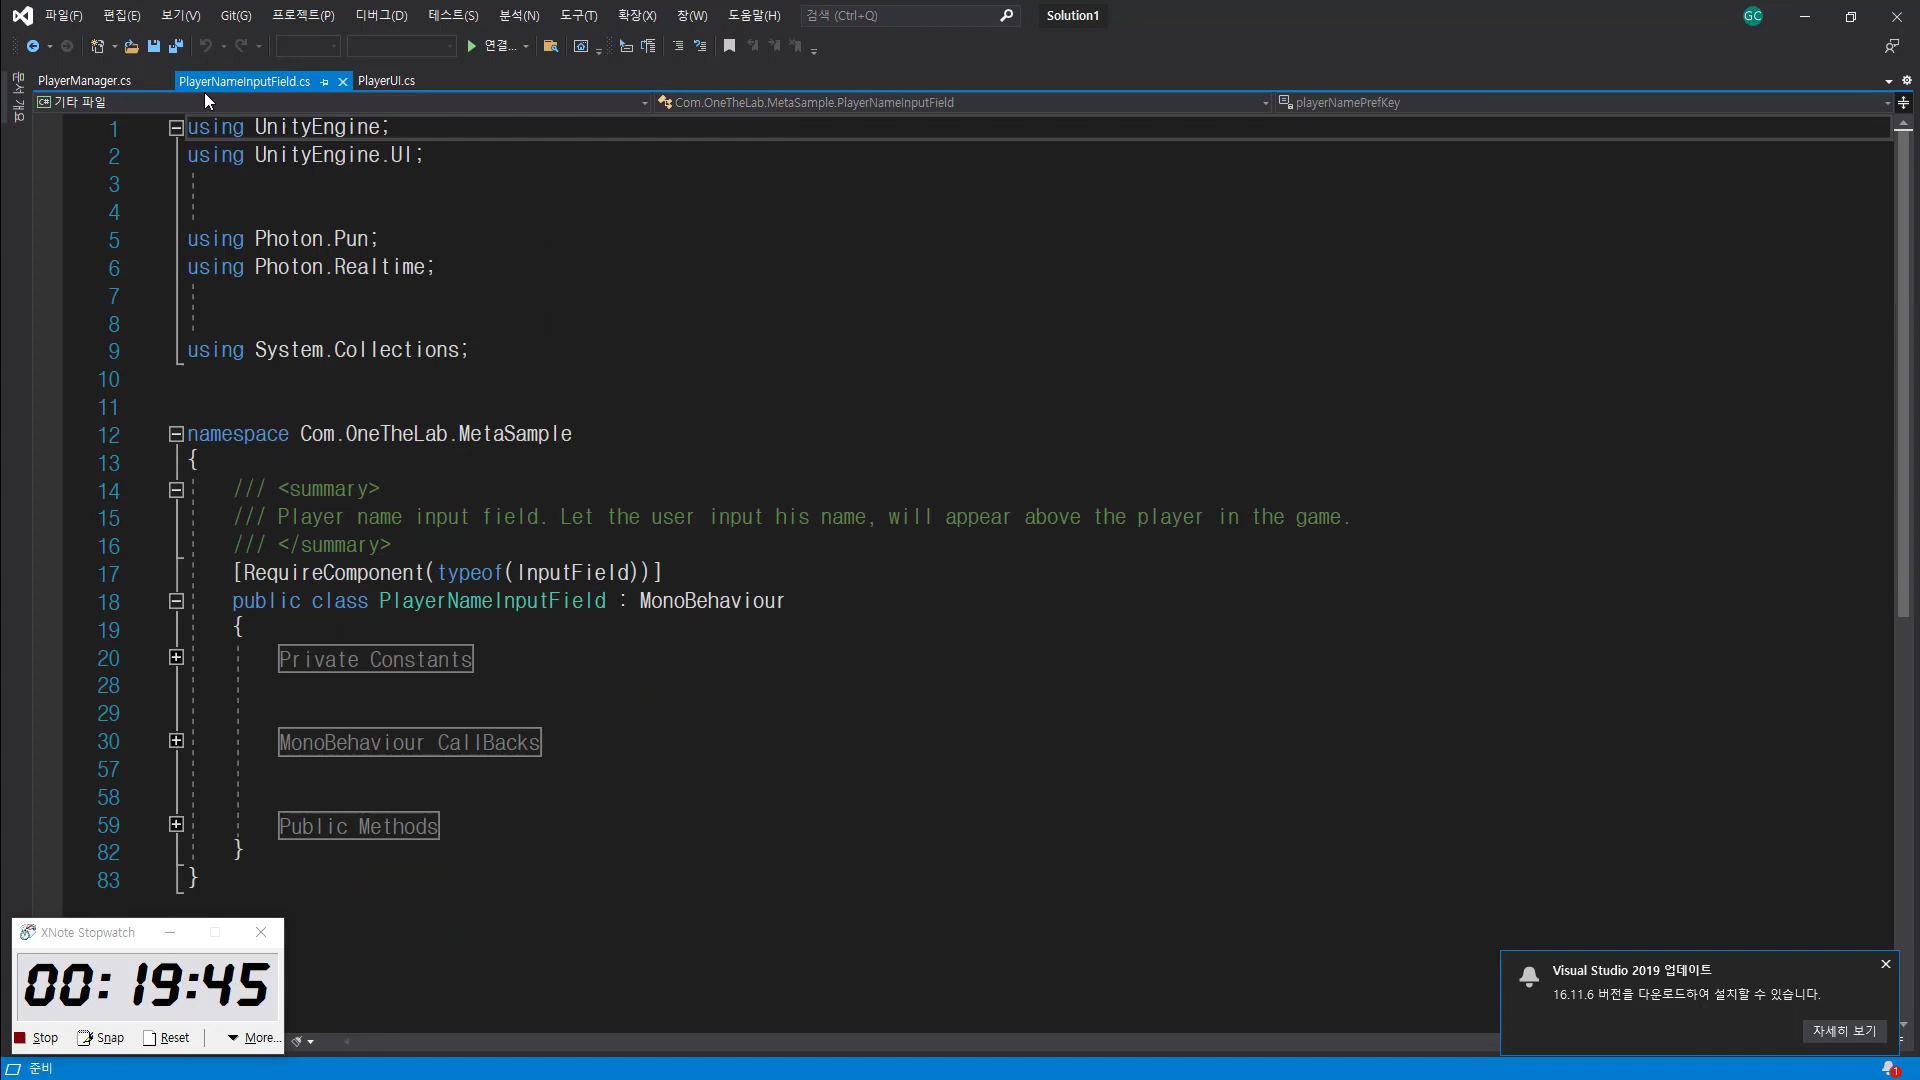 파일(F) 편집(E) 보기(V) Git(G) 프로젝트(P) 디버그(D) 테스트(S) 분석(N) 도구(T) 확장(X) 창(W) 도움말(H) 검색 (Ctrl+Q) Solution1 GC
연결...
문서 개요
PlayerManager.cs PlayerNameInputField.cs PlayerUI.cs
C# 기타 파일 Com.OneTheLab.MetaSample.PlayerNameInputField playerNamePrefKey
1 using UnityEngine;
2 using UnityEngine.UI;
3
4
5 using Photon.Pun;
6 using Photon.Realtime;
7
8
9 using System.Collections;
10
11
12 namespace Com.OneTheLab.MetaSample
13 {
14 /// <summary>
15 /// Player name input field. Let the user input his name, will appear above the player in the game.
16 /// </summary>
17 [RequireComponent(typeof(InputField))]
18 public class PlayerNameInputField : MonoBehaviour
19 {
20 Private Constants
28
29
30 MonoBehaviour CallBacks
57
58
59 Public Methods
82 }
83 }
XNote Stopwatch
00:19:45
Stop Snap Reset More...
Visual Studio 2019 업데이트
16.11.6 버전을 다운로드하여 설치할 수 있습니다.
자세히 보기
준비 1